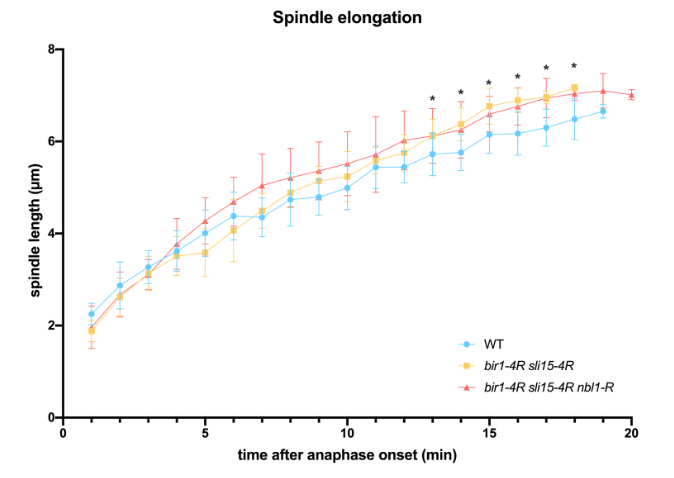 Spindle elongation
8
6
4
2
0
spindle length (μm)
* * * * * *
WT
bir1-4R sli15-4R
bir1-4R sli15-4R nbl1-R
0 5 10 15 20
time after anaphase onset (min)